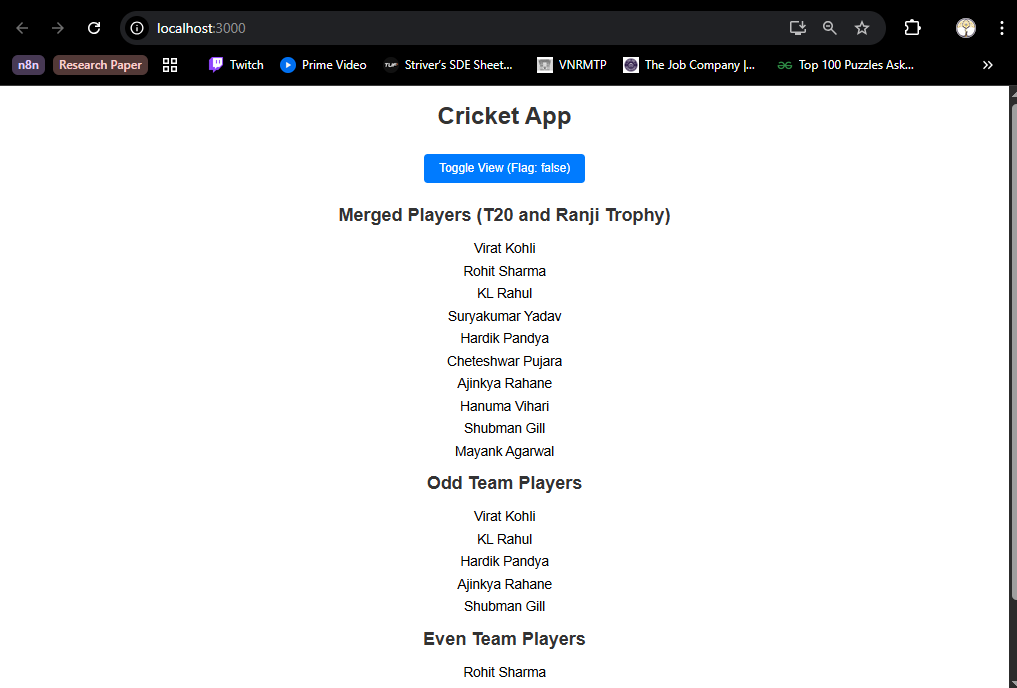 localhost:3000
n8n Research Paper Twitch Prime Video TUF Striver's SDE Sheet... VNRMTP The Job Company |... Top 100 Puzzles Ask... »
Cricket App
Toggle View (Flag: false)
Merged Players (T20 and Ranji Trophy)
Virat Kohli
Rohit Sharma
KL Rahul
Suryakumar Yadav
Hardik Pandya
Cheteshwar Pujara
Ajinkya Rahane
Hanuma Vihari
Shubman Gill
Mayank Agarwal
Odd Team Players
Virat Kohli
KL Rahul
Hardik Pandya
Ajinkya Rahane
Shubman Gill
Even Team Players
Rohit Sharma